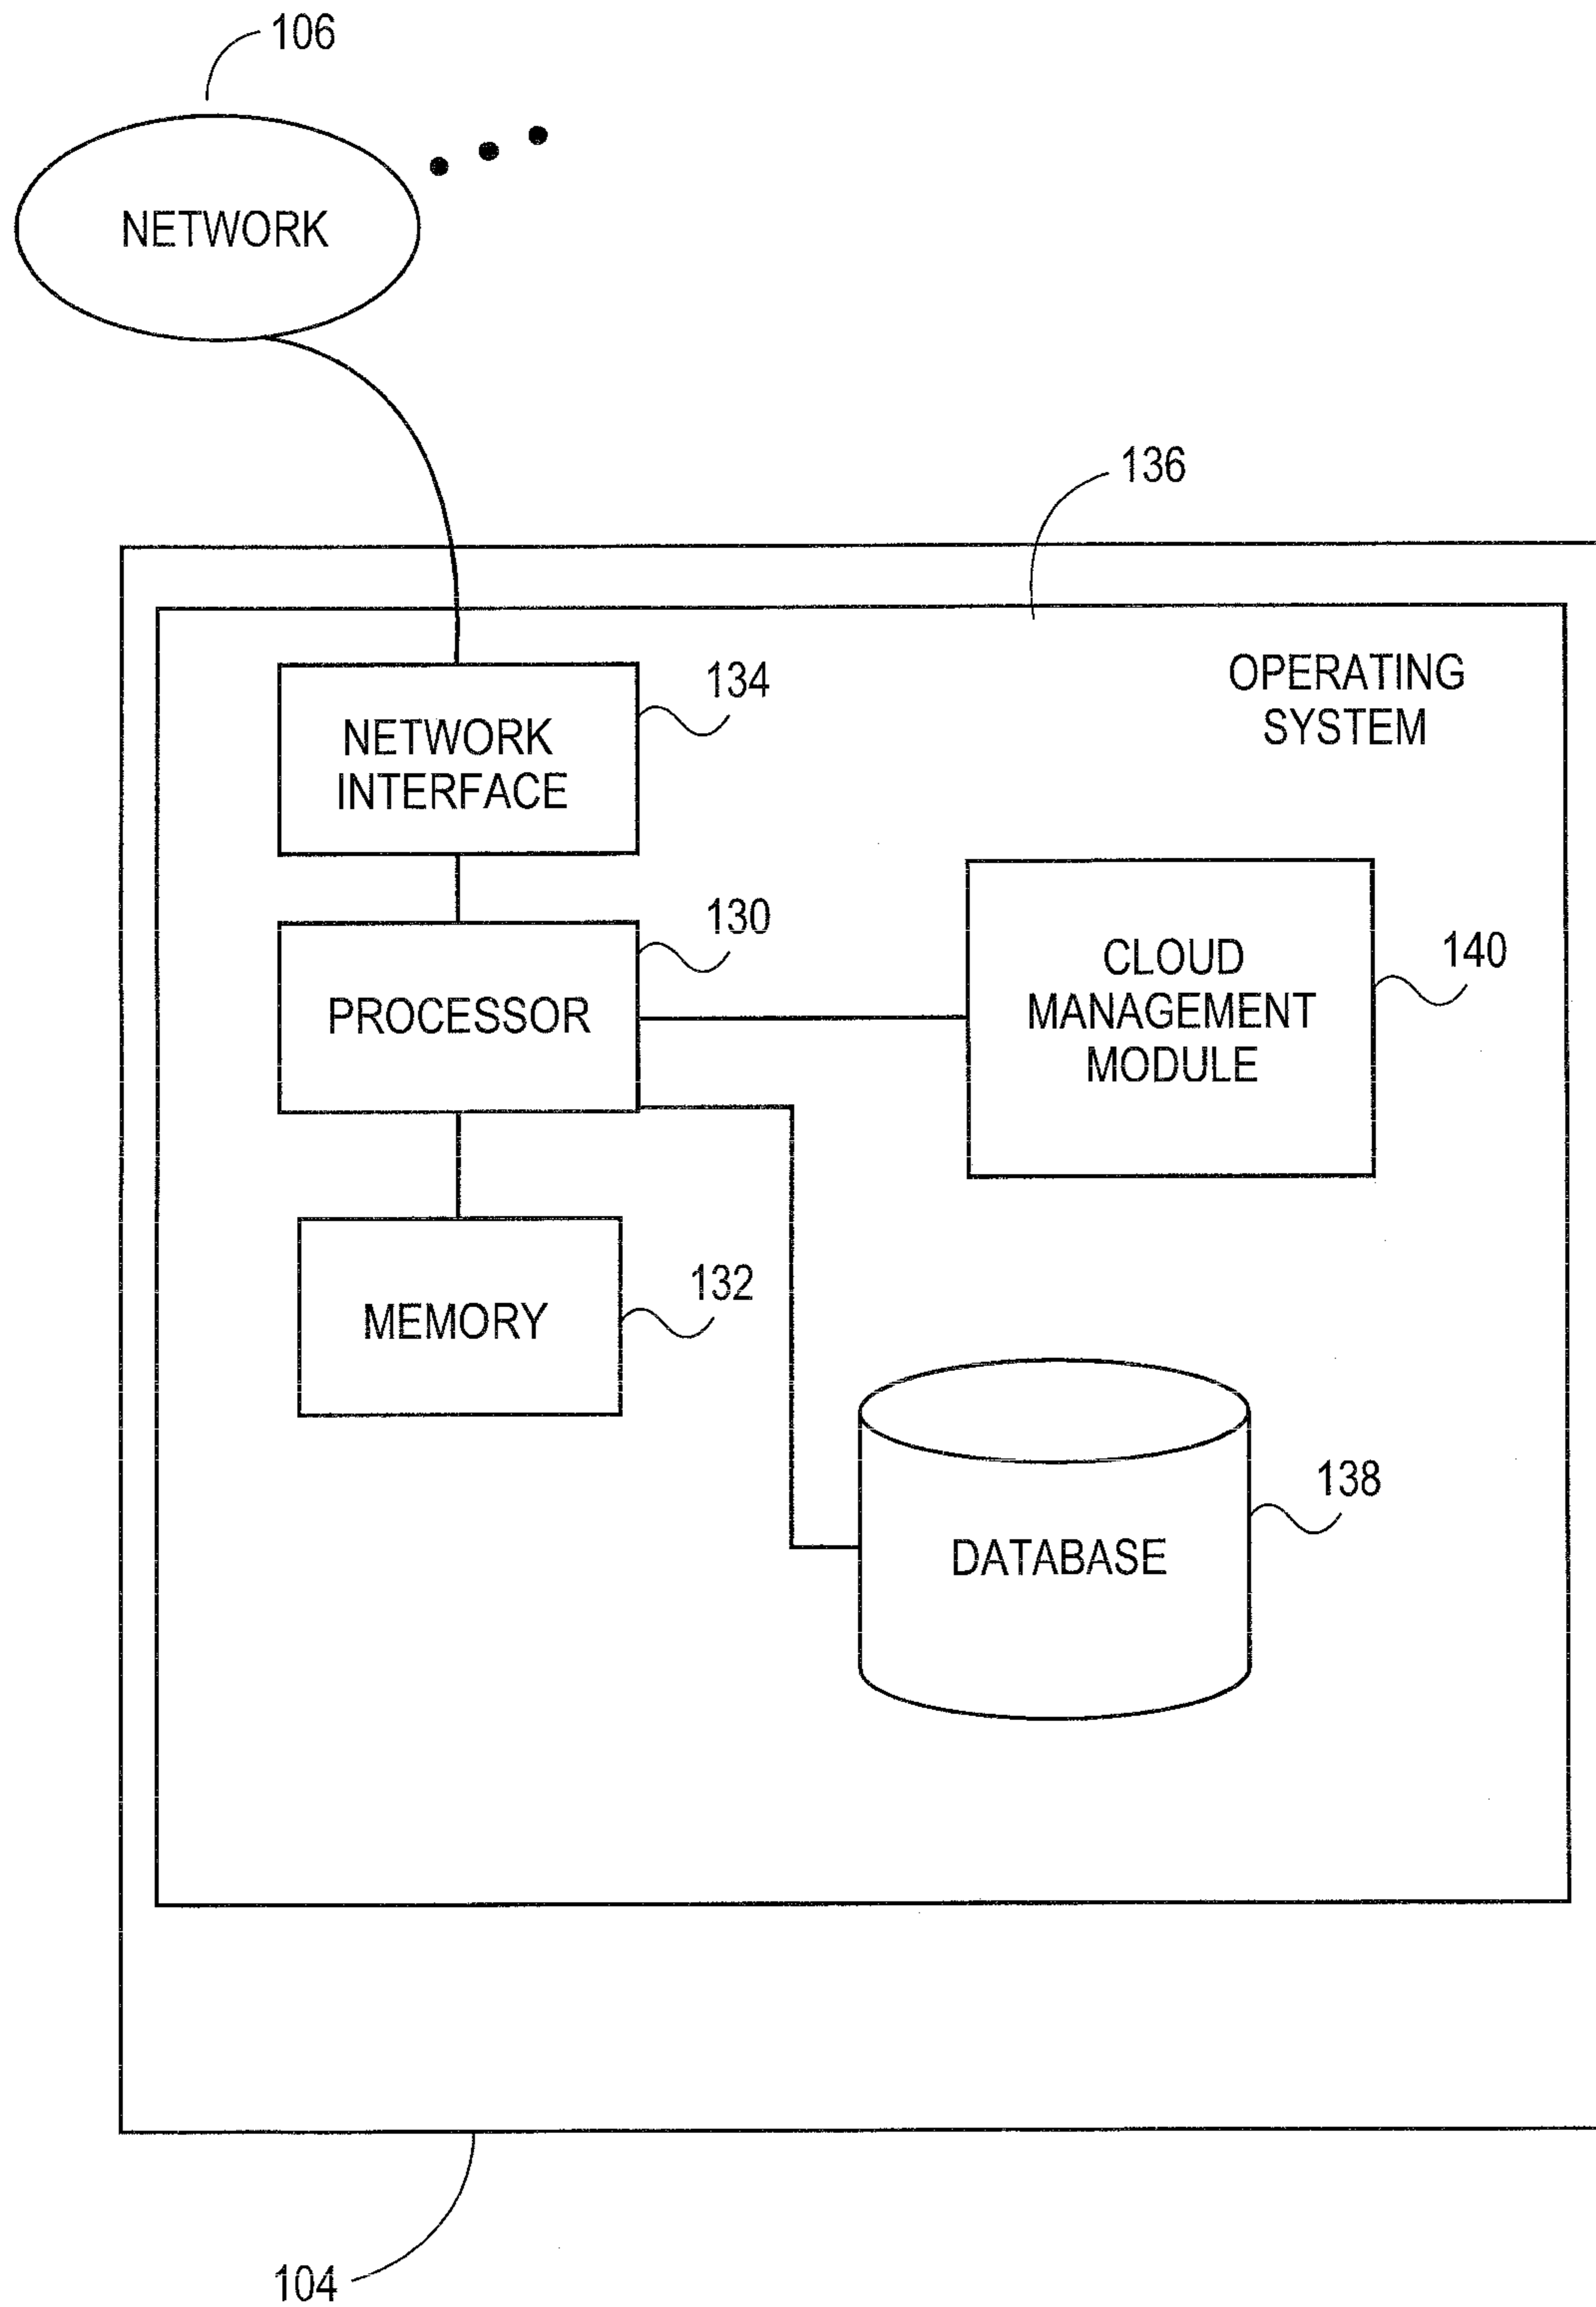 106
NETWORK
136
OPERATING
SYSTEM
134
NETWORK
INTERFACE
130
PROCESSOR
140
CLOUD
MANAGEMENT
MODULE
132
MEMORY
138
DATABASE
104